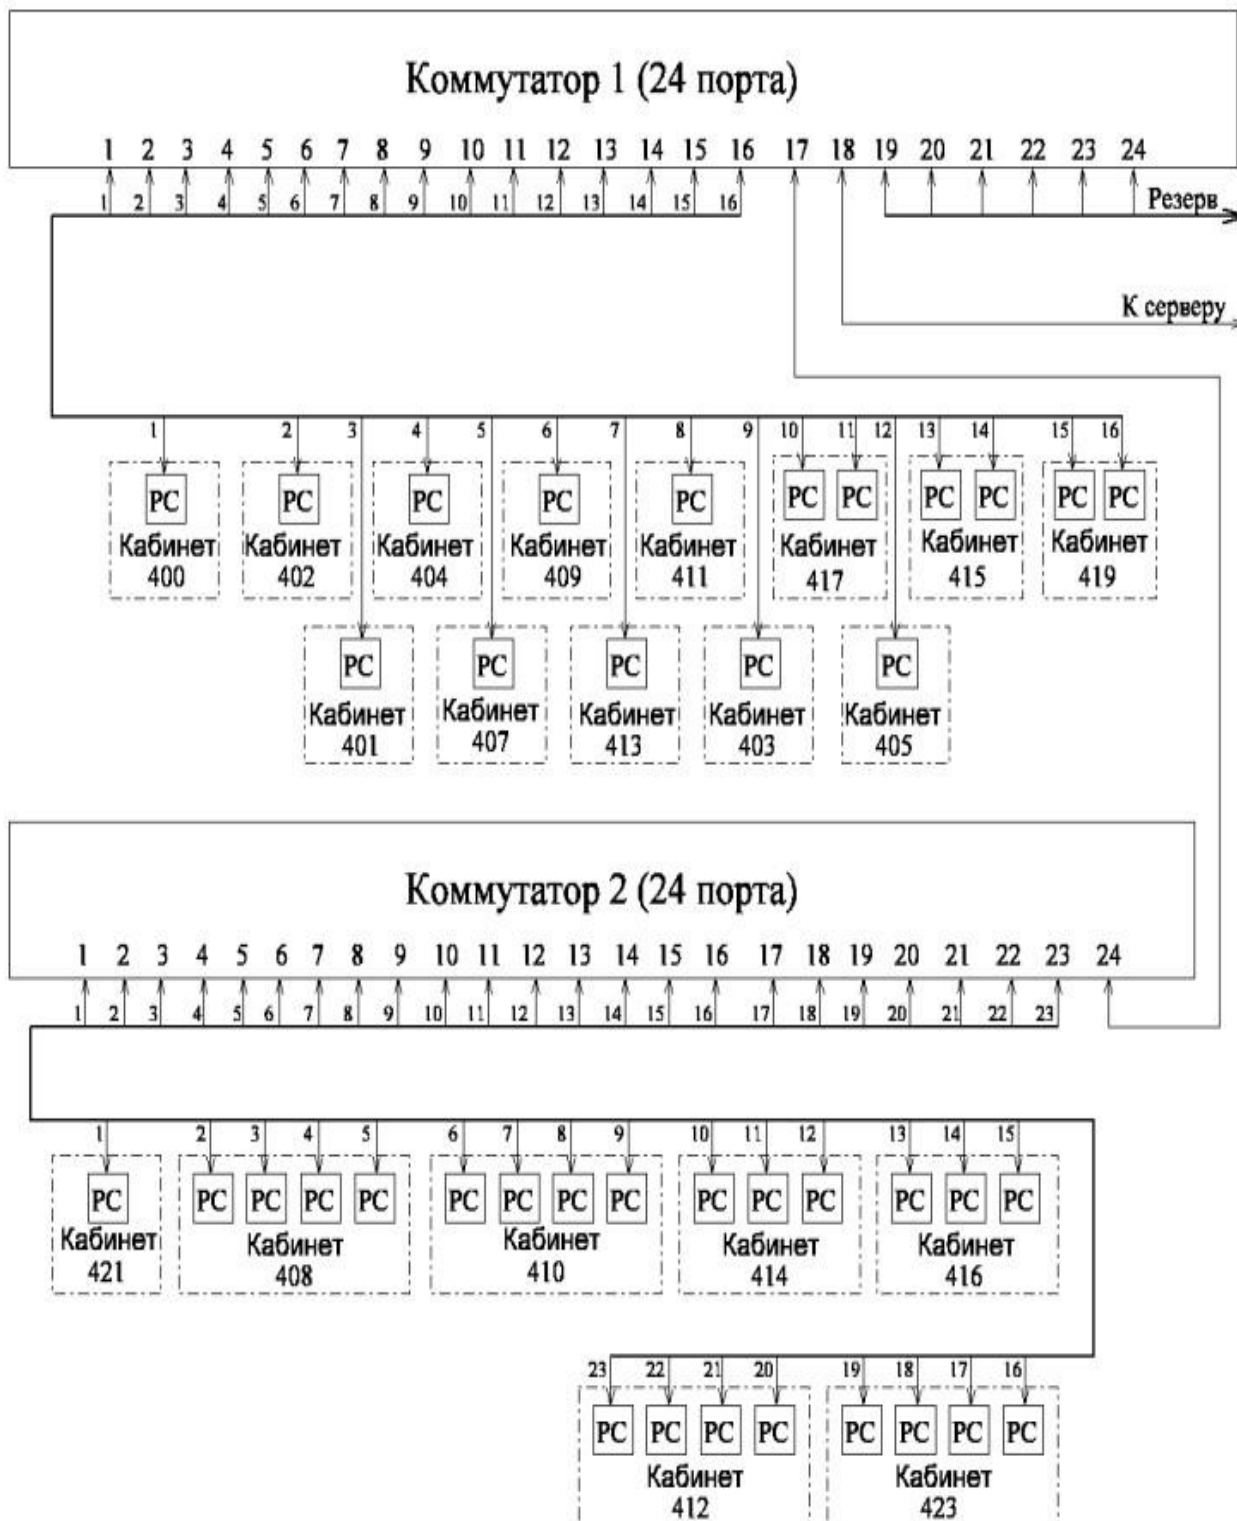 Коммутатор 1 (24 порта)
1 2 3 4 5 6 7 8 9 10 11 12 13 14 15 16 17 18 19 20 21 22 23 24
1 2 3 4 5 6 7 8 9 10 11 12 13 14 15 16
Резерв
К серверу
1 2 3 4 5 6 7 8 9 10 11 12 13 14 15 16
PC PC PC PC PC PC PC PC PC PC PC
Кабинет Кабинет Кабинет Кабинет Кабинет Кабинет Кабинет Кабинет
400 402 404 409 411 417 415 419
PC PC PC PC PC
Кабинет Кабинет Кабинет Кабинет Кабинет
401 407 413 403 405
Коммутатор 2 (24 порта)
1 2 3 4 5 6 7 8 9 10 11 12 13 14 15 16 17 18 19 20 21 22 23 24
1 2 3 4 5 6 7 8 9 10 11 12 13 14 15 16 17 18 19 20 21 22 23
1 2 3 4 5 6 7 8 9 10 11 12 13 14 15
PC PC PC PC PC PC PC PC PC PC PC PC PC PC PC
Кабинет Кабинет Кабинет Кабинет Кабинет
421 408 410 414 416
23 22 21 20 19 18 17 16
PC PC PC PC PC PC PC PC
Кабинет Кабинет
412 423